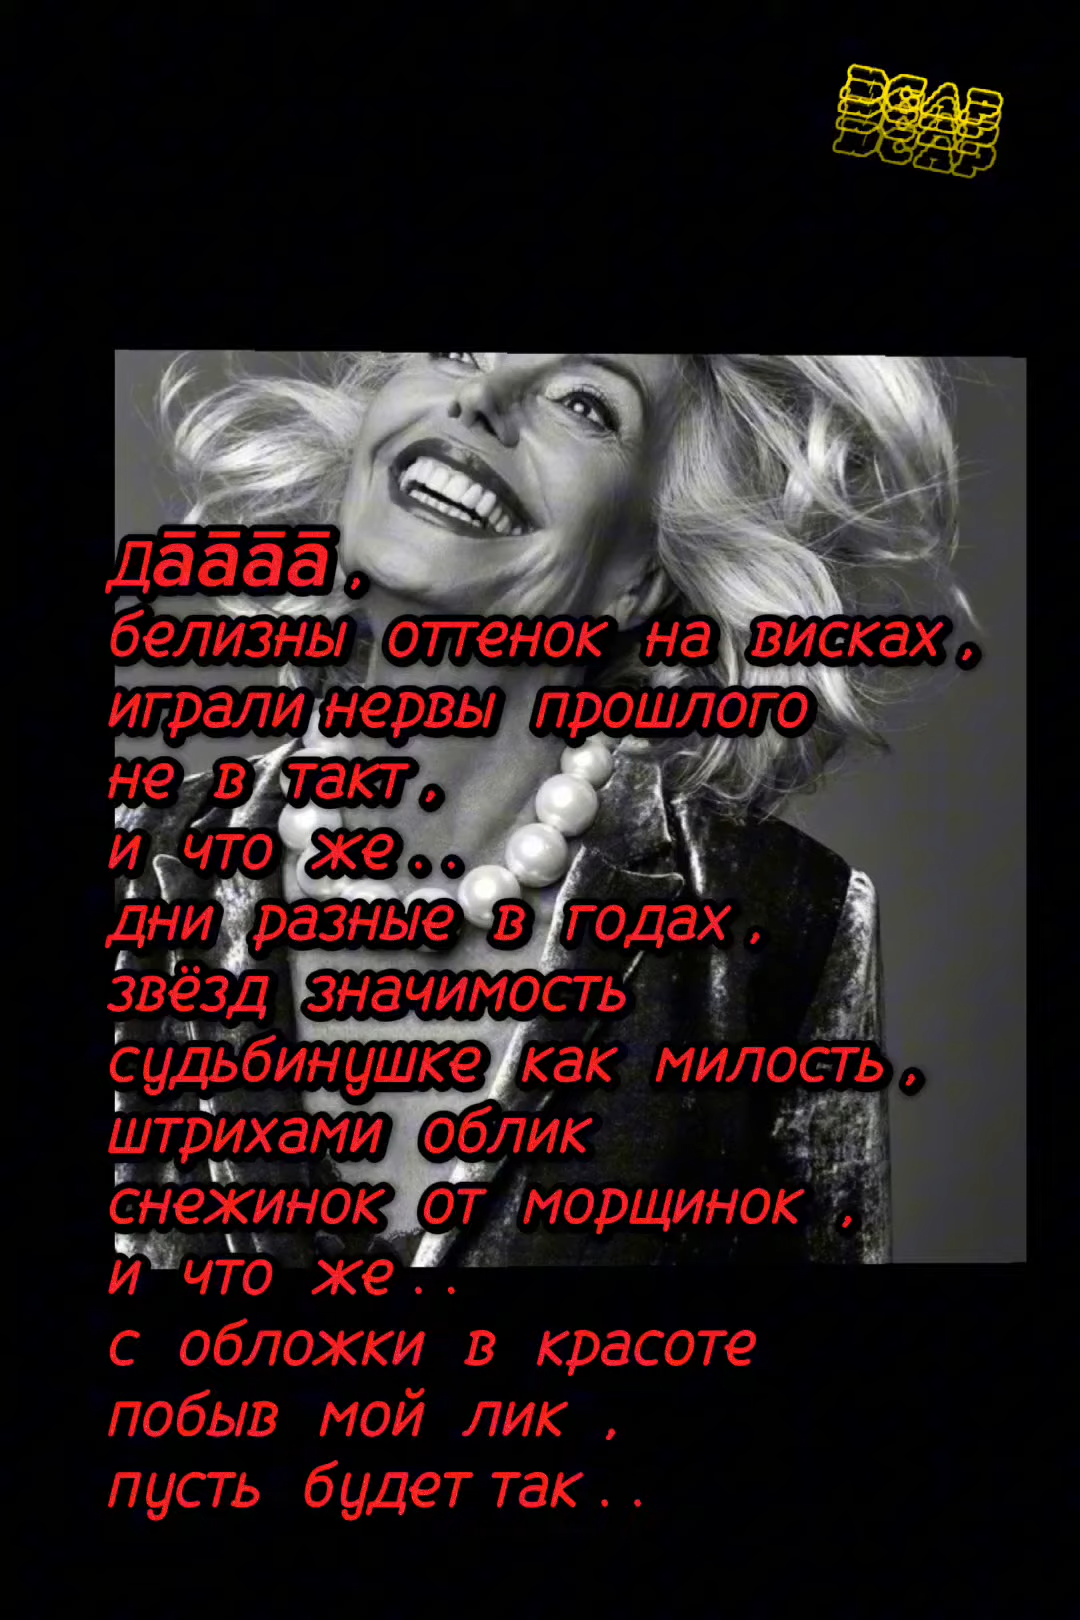 DCAP
Да̄а̄а̄а̄ ,
белизны оттенок на висках ,
играли нервы прошлого
не в такт ,
и что же . .
дни разные в годах ,
звёзд значимость
судьбинушке как милость ,
штрихами облик
снежинок от морщинок ,
и что же . .
с обложки в красоте
побыв мой лик ,
пусть будет так . .